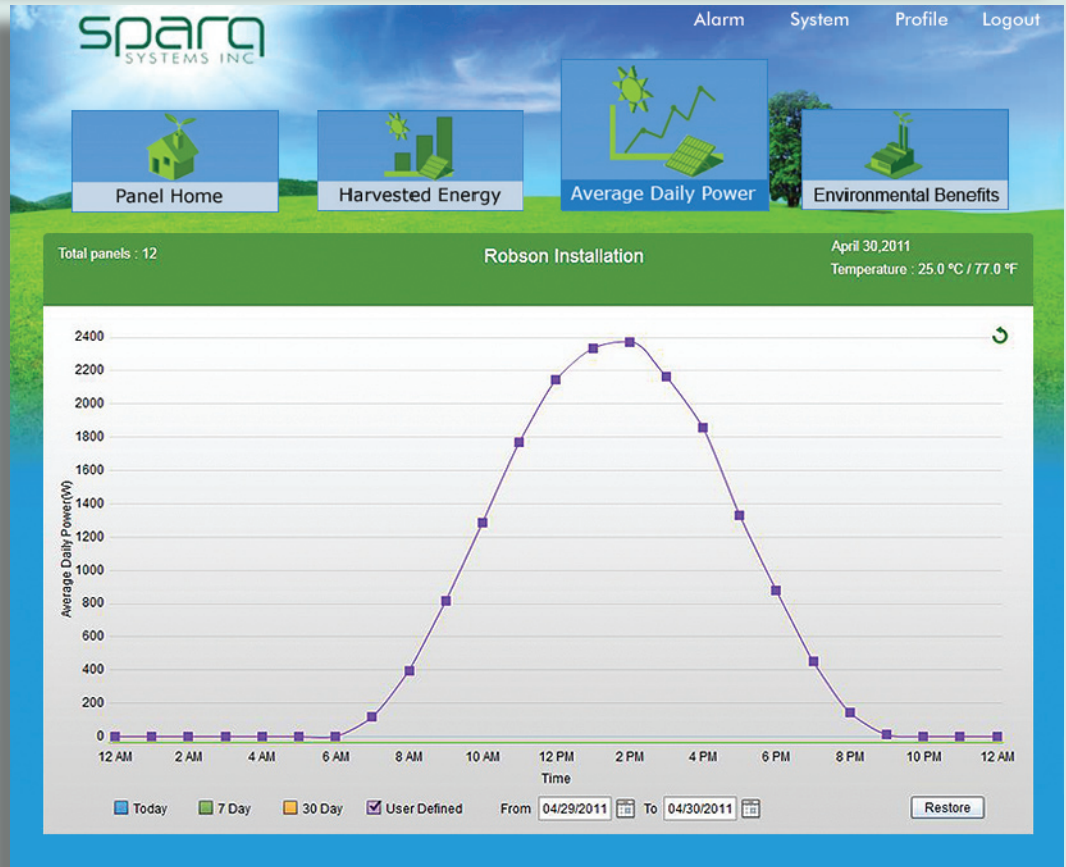 sparq
SYSTEMS INC
Alarm System Profile Logout
Panel Home
Harvested Energy
Average Daily Power
Environmental Benefits
Total panels : 12
Robson Installation
April 30,2011
Temperature : 25.0 ºC / 77.0 ºF
2400
2200
2000
1800
1600
1400
1200
1000
800
600
400
200
0
Average Daily Power(W)
12 AM 2 AM 4 AM 6 AM 8 AM 10 AM 12 PM 2 PM 4 PM 6 PM 8 PM 10 PM 12 AM
Time
Today 7 Day 30 Day User Defined From 04/29/2011 To 04/30/2011 Restore